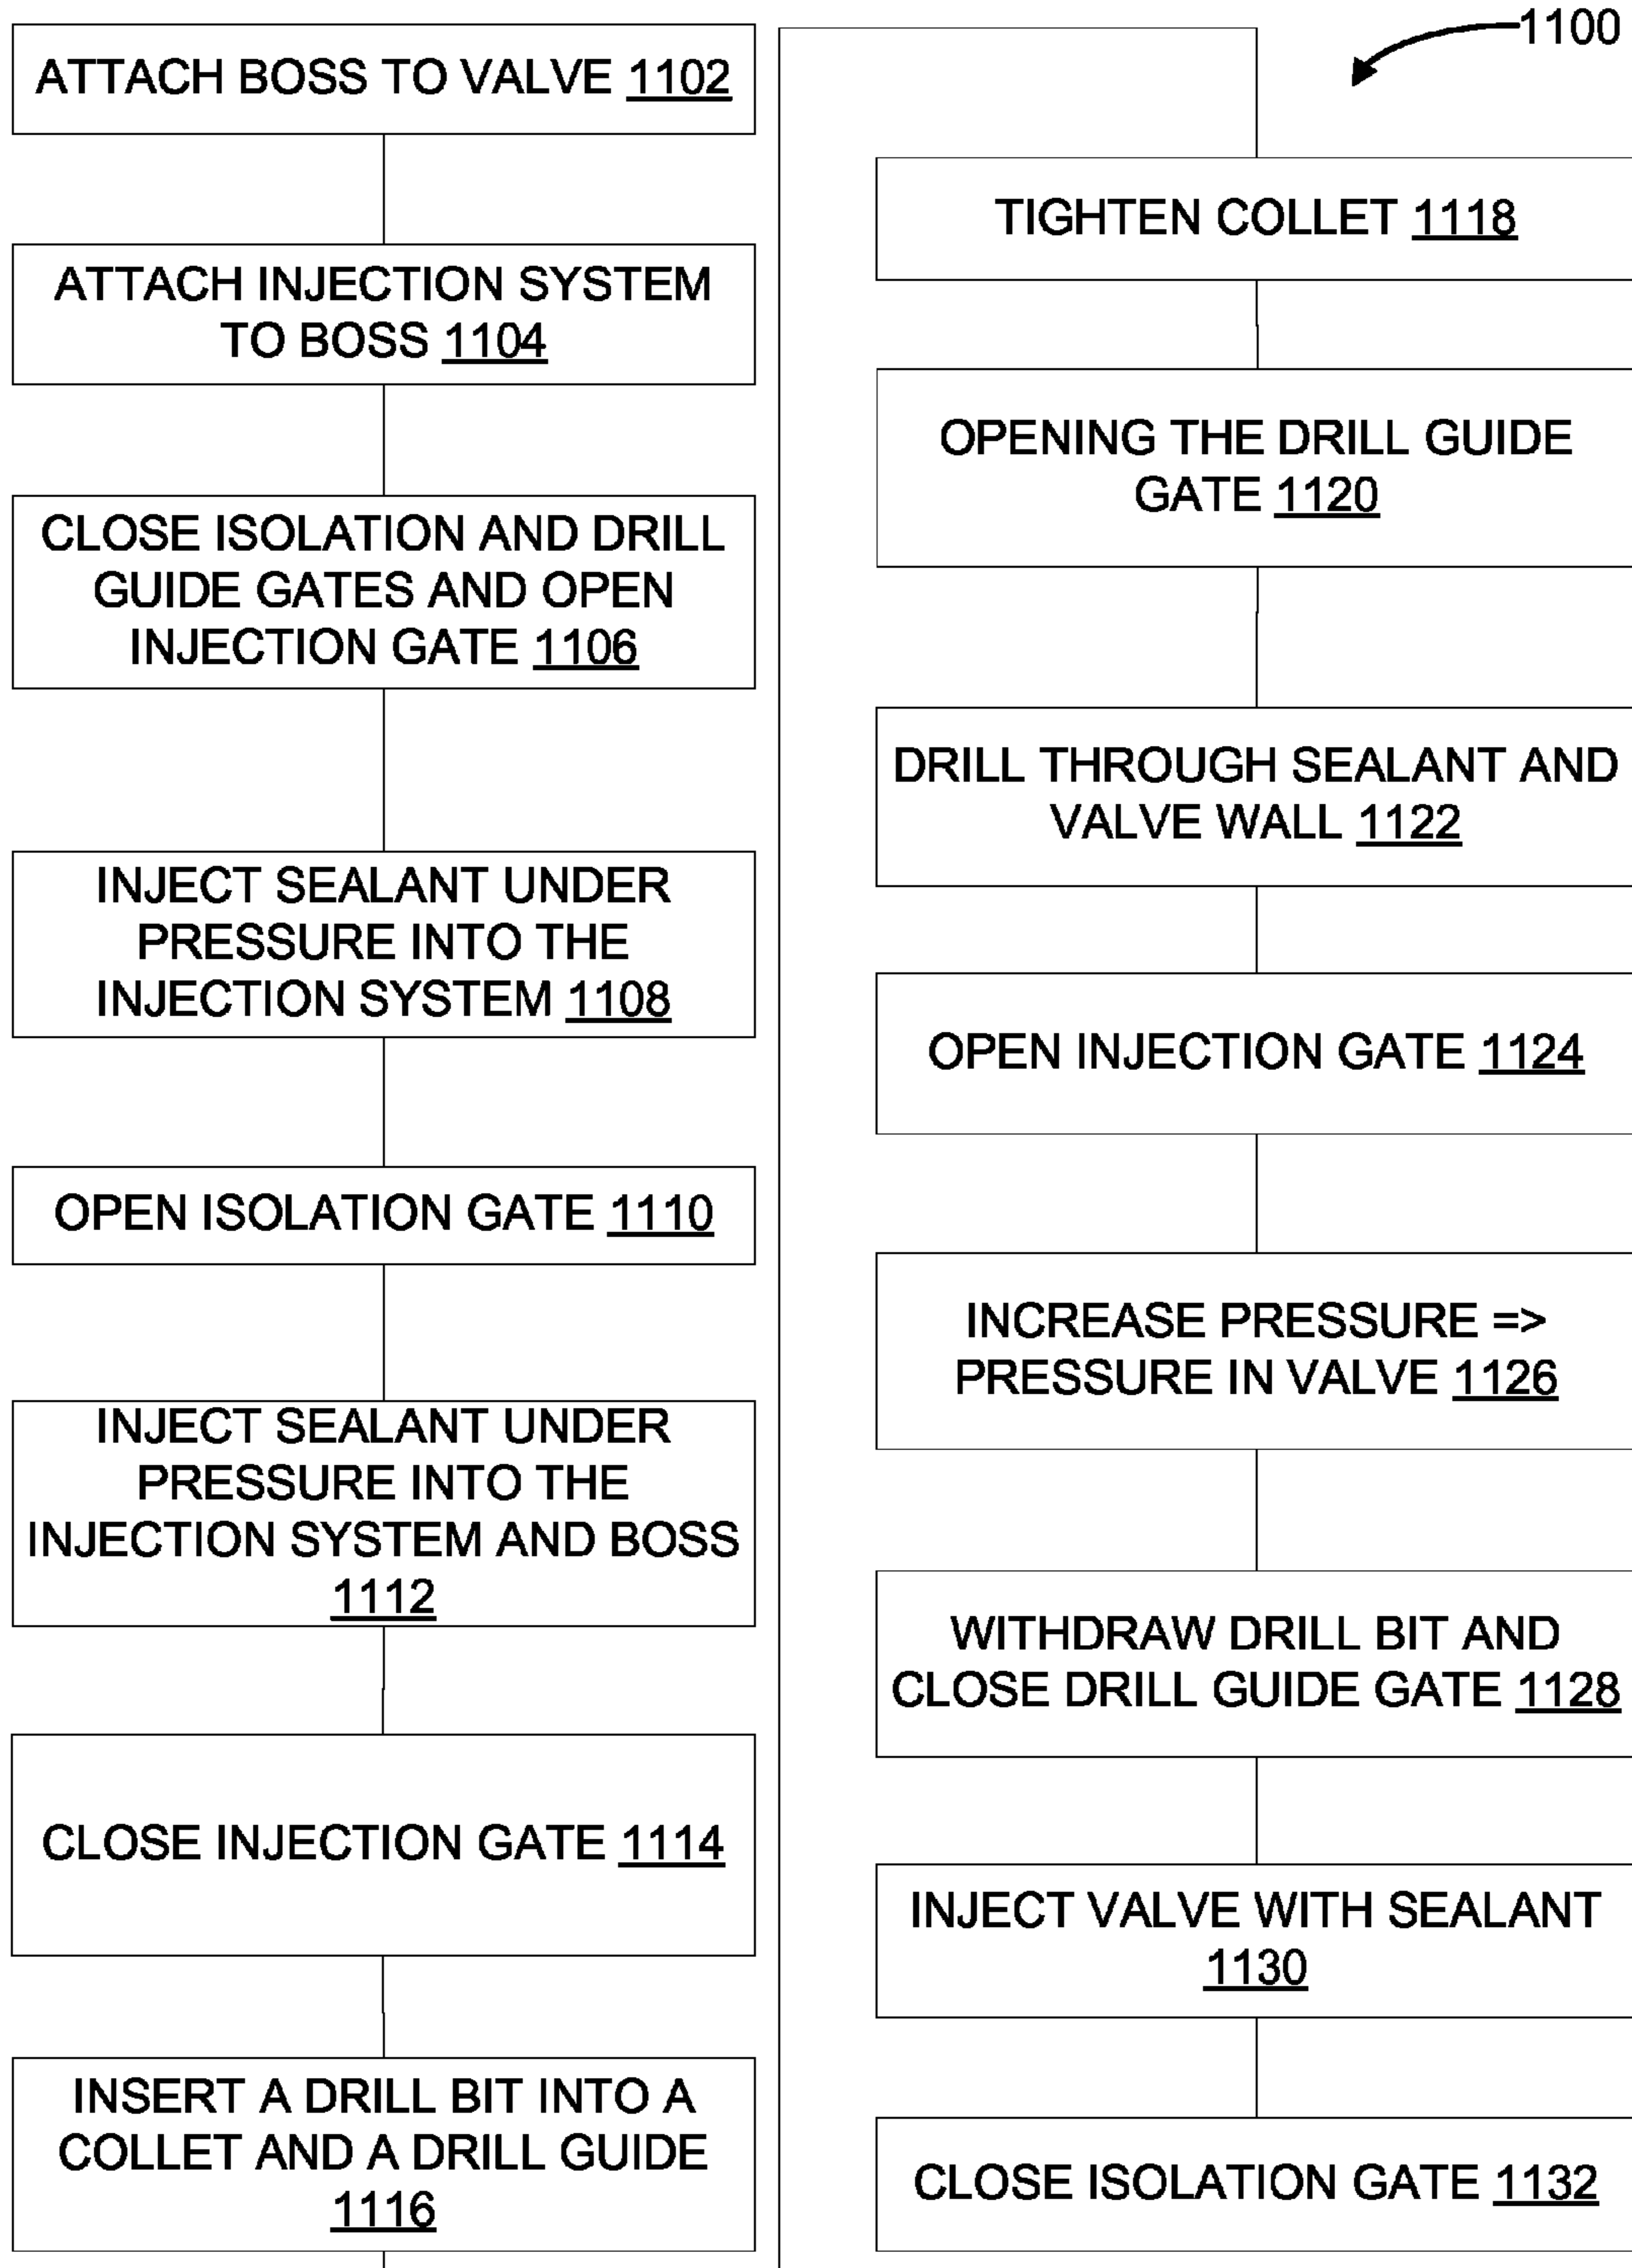 1100
ATTACH BOSS TO VALVE 1102
ATTACH INJECTION SYSTEM
TO BOSS 1104
CLOSE ISOLATION AND DRILL
GUIDE GATES AND OPEN
INJECTION GATE 1106
INJECT SEALANT UNDER
PRESSURE INTO THE
INJECTION SYSTEM 1108
OPEN ISOLATION GATE 1110
INJECT SEALANT UNDER
PRESSURE INTO THE
INJECTION SYSTEM AND BOSS
1112
CLOSE INJECTION GATE 1114
INSERT A DRILL BIT INTO A
COLLET AND A DRILL GUIDE
1116
TIGHTEN COLLET 1118
OPENING THE DRILL GUIDE
GATE 1120
DRILL THROUGH SEALANT AND
VALVE WALL 1122
OPEN INJECTION GATE 1124
INCREASE PRESSURE =>
PRESSURE IN VALVE 1126
WITHDRAW DRILL BIT AND
CLOSE DRILL GUIDE GATE 1128
INJECT VALVE WITH SEALANT
1130
CLOSE ISOLATION GATE 1132